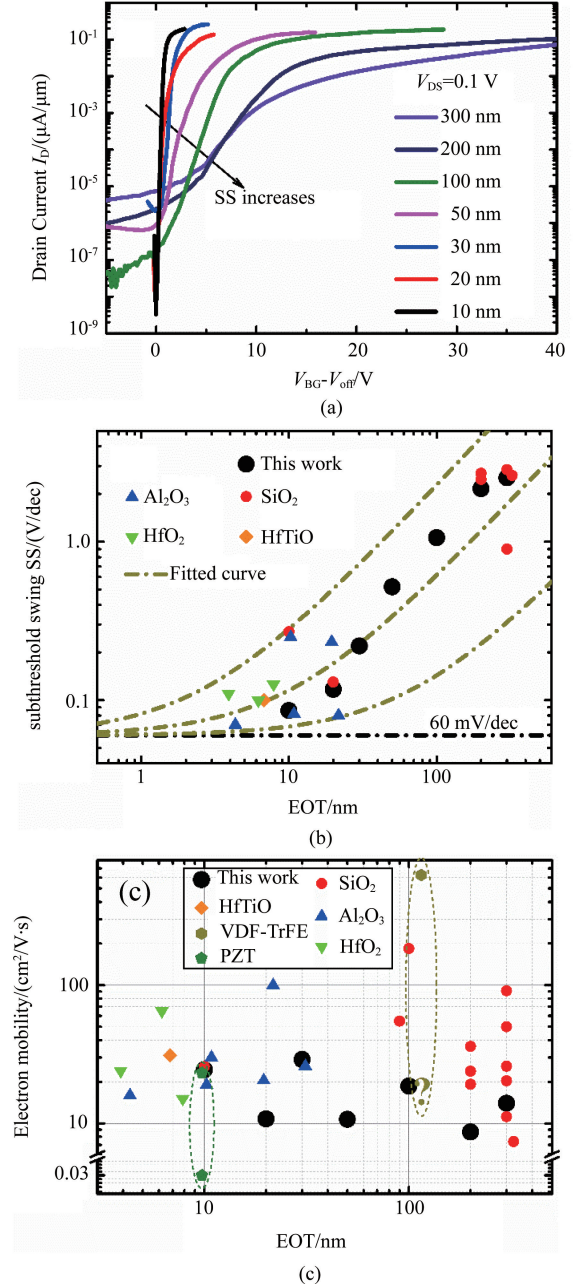 Drain Current I_D/(μA/μm)
10^-1
10^-3
10^-5
10^-7
10^-9
V_DS=0.1 V
300 nm
200 nm
100 nm
50 nm
30 nm
20 nm
10 nm
SS increases
0 10 20 30 40
V_BG-V_off/V
(a)
subthreshold swing SS/(V/dec)
1.0
0.1
This work
Al₂O₃ SiO₂
HfO₂ HfTiO
Fitted curve
60 mV/dec
1 10 100
EOT/nm
(b)
(c)
Electron mobility/(cm²/V·s)
100
10
0.03
This work SiO₂
HfTiO Al₂O₃
VDF-TrFE HfO₂
PZT
?
10 100
EOT/nm
(c)